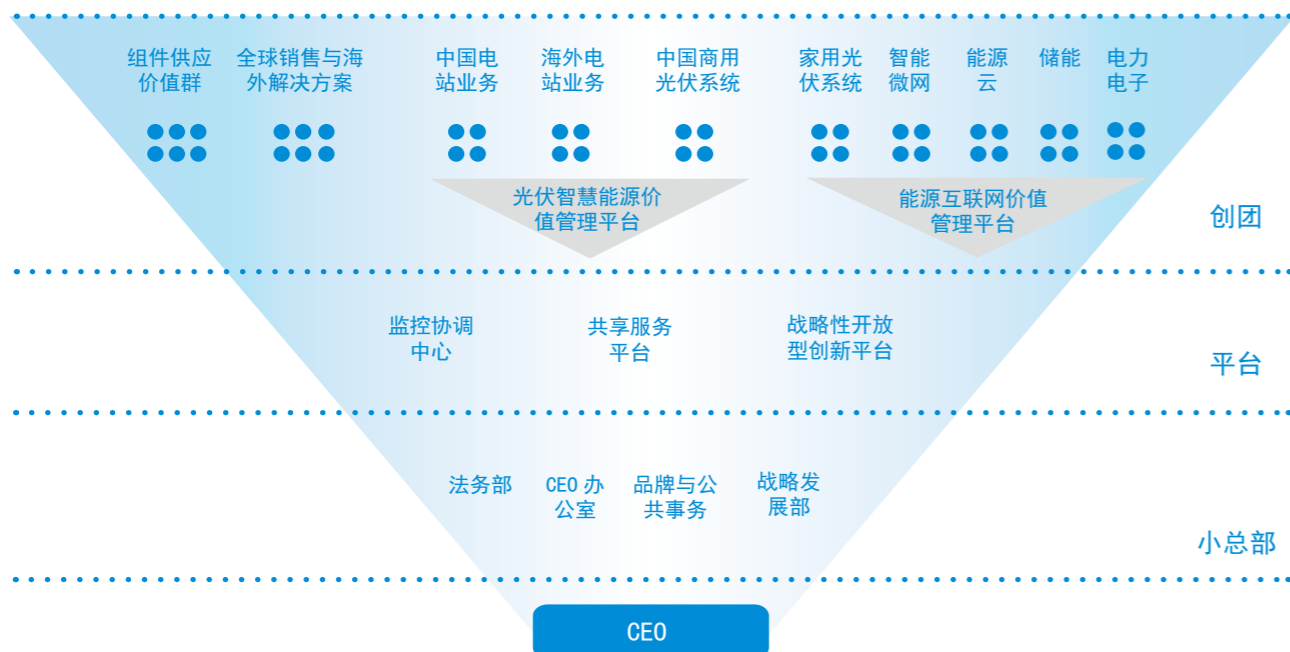 组件供应
价值群
全球销售与海
外解决方案
中国电
站业务
海外电
站业务
中国商用
光伏系统
家用光
伏系统
智能
微网
能源
云
储能
电力
电子
光伏智慧能源价
值管理平台
能源互联网价值
管理平台
创团
监控协调
中心
共享服务
平台
战略性开放
型创新平台
平台
法务部
CEO 办
公室
品牌与公
共事务
战略发
展部
小总部
CEO